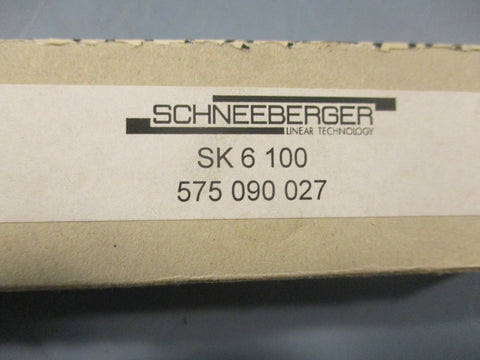 SCHNEEBERGER
LINEAR TECHNOLOGY
SK 6 100
575 090 027